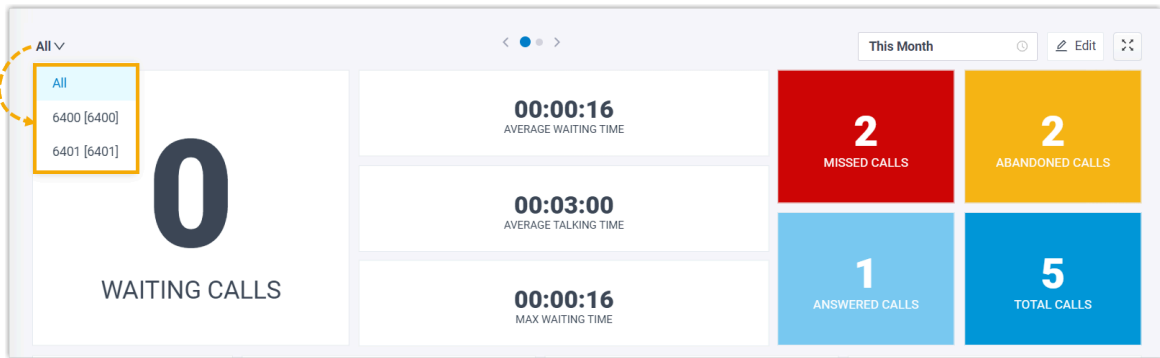 All
This Month
Edit
All
6400 [6400]
6401 [6401]
0
WAITING CALLS
00:00:16
AVERAGE WAITING TIME
00:03:00
AVERAGE TALKING TIME
00:00:16
MAX WAITING TIME
2
MISSED CALLS
2
ABANDONED CALLS
1
ANSWERED CALLS
5
TOTAL CALLS